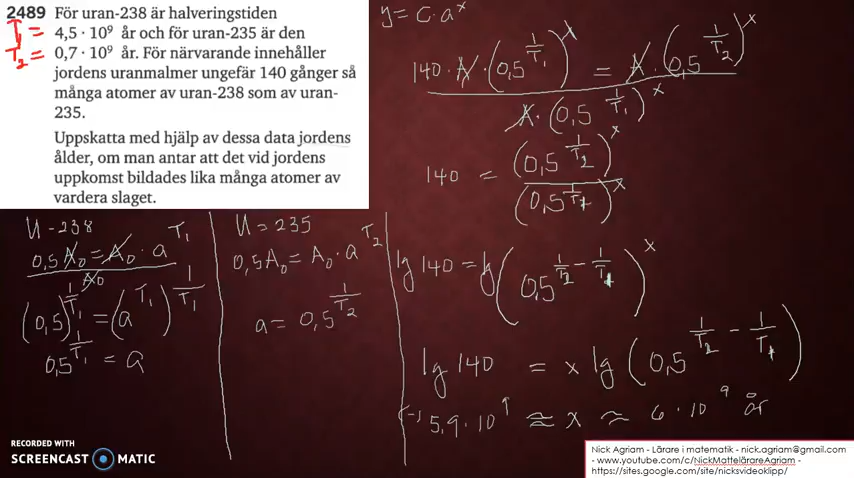 2489 För uran-238 är halveringstiden
T₁ = 4,5 · 10⁹ år och för uran-235 är den
T₂ = 0,7 · 10⁹ år. För närvarande innehåller
jordens uranmalmer ungefär 140 gånger så
många atomer av uran-238 som av uran-
235.
Uppskatta med hjälp av dessa data jordens
ålder, om man antar att det vid jordens
uppkomst bildades lika många atomer av
vardera slaget.
U-238
0,5A₀ = A₀ · a^T₁
A₀
(0,5)^(1/T₁) = (a^T₁)^(1/T₁)
0,5^(1/T₁) = a
U = 235
0,5A₀ = A₀ · a^T₂
a = 0,5^(1/T₂)
y = C · a^x
140 · A · (0,5^(1/T₁))^x = A · (0,5^(1/T₂))^x
A · (0,5^(1/T₁))^x
140 = (0,5^(1/T₂))^x / (0,5^(1/T₁))^x
lg 140 = lg (0,5^(1/T₂ - 1/T₁))^x
lg 140 = x lg (0,5^(1/T₂ - 1/T₁))
(-) 5,9 · 10⁹ ≈ x ≈ 6 · 10⁹ år
RECORDED WITH
SCREENCAST MATIC
Nick Agriam - Lärare i matematik - nick.agriam@gmail.com
- www.youtube.com/c/NickMattelärareAgriam -
https://sites.google.com/site/nicksvideoklipp/